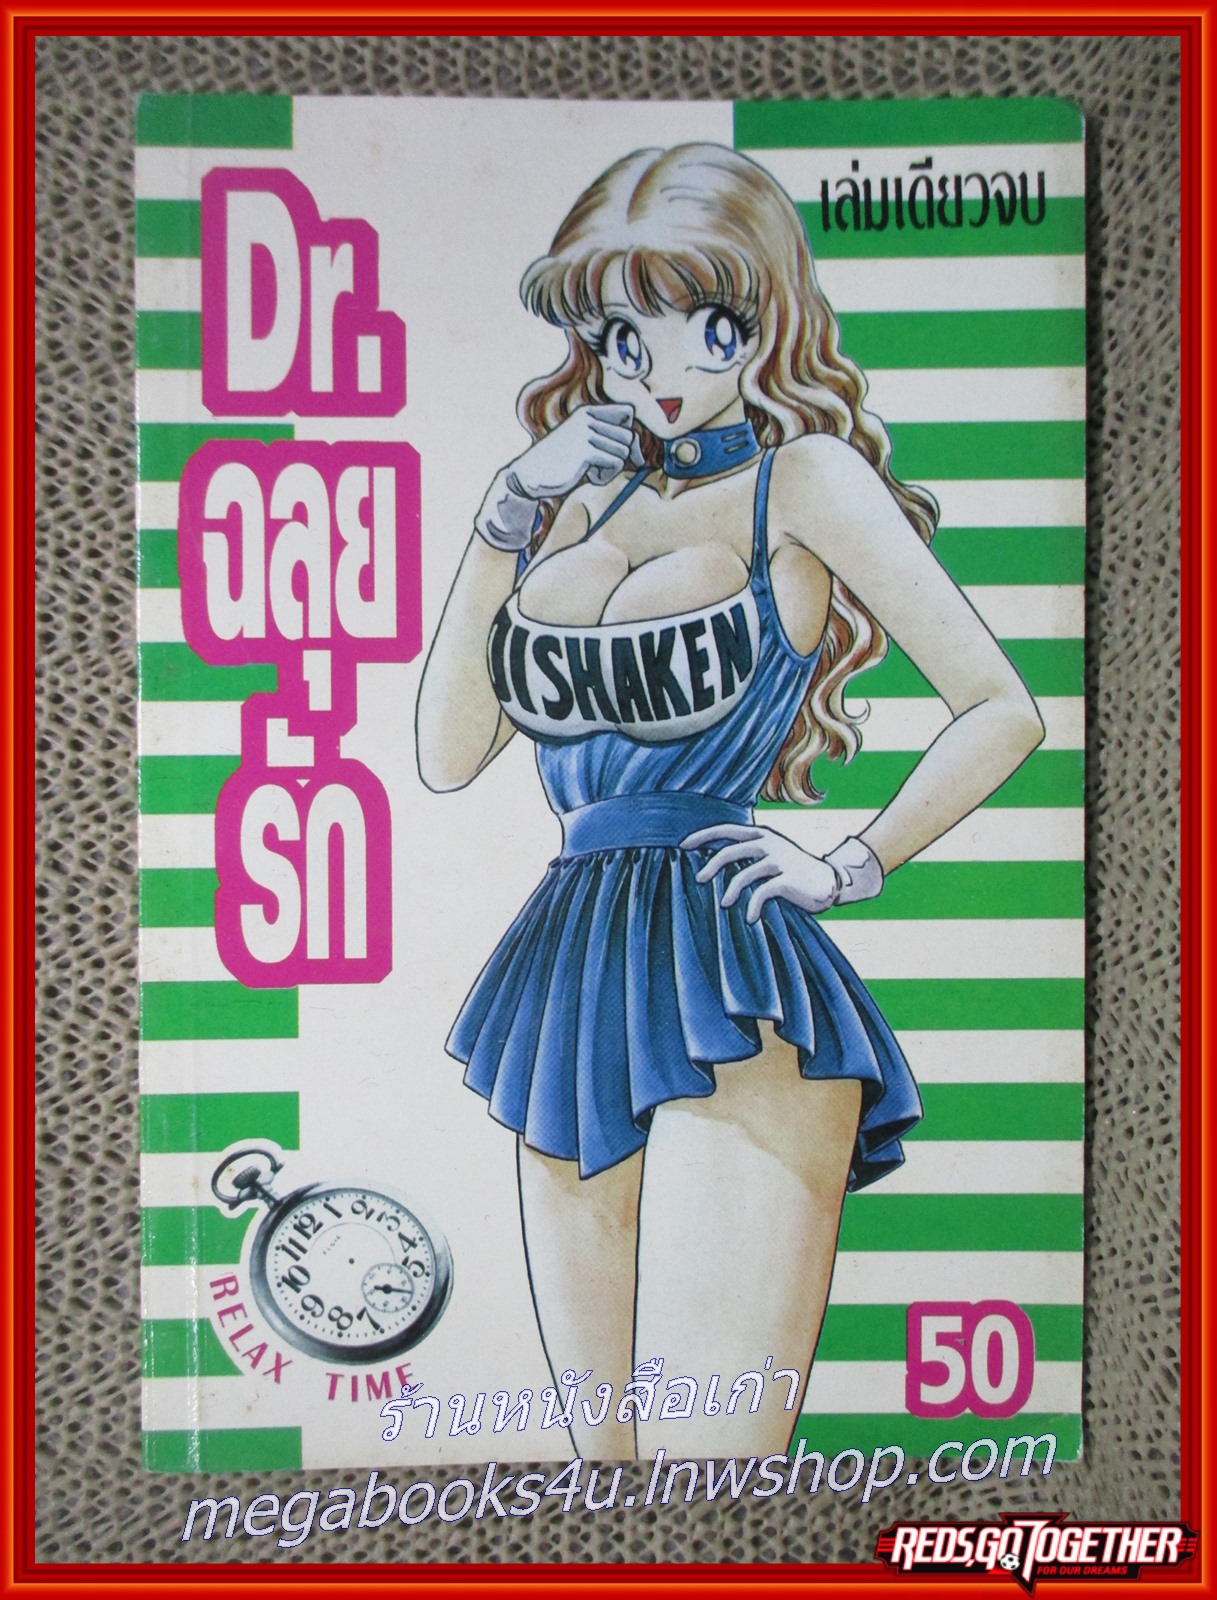 เล่มเดียวจบ
Dr.
ฉลุย
รัก
DISHAKEN
RELAX TIME
50
ร้านหนังสือเก่า
megabooks4u.lnwshop.com
REDS,GO TOGETHER
FOR OUR DREAMS